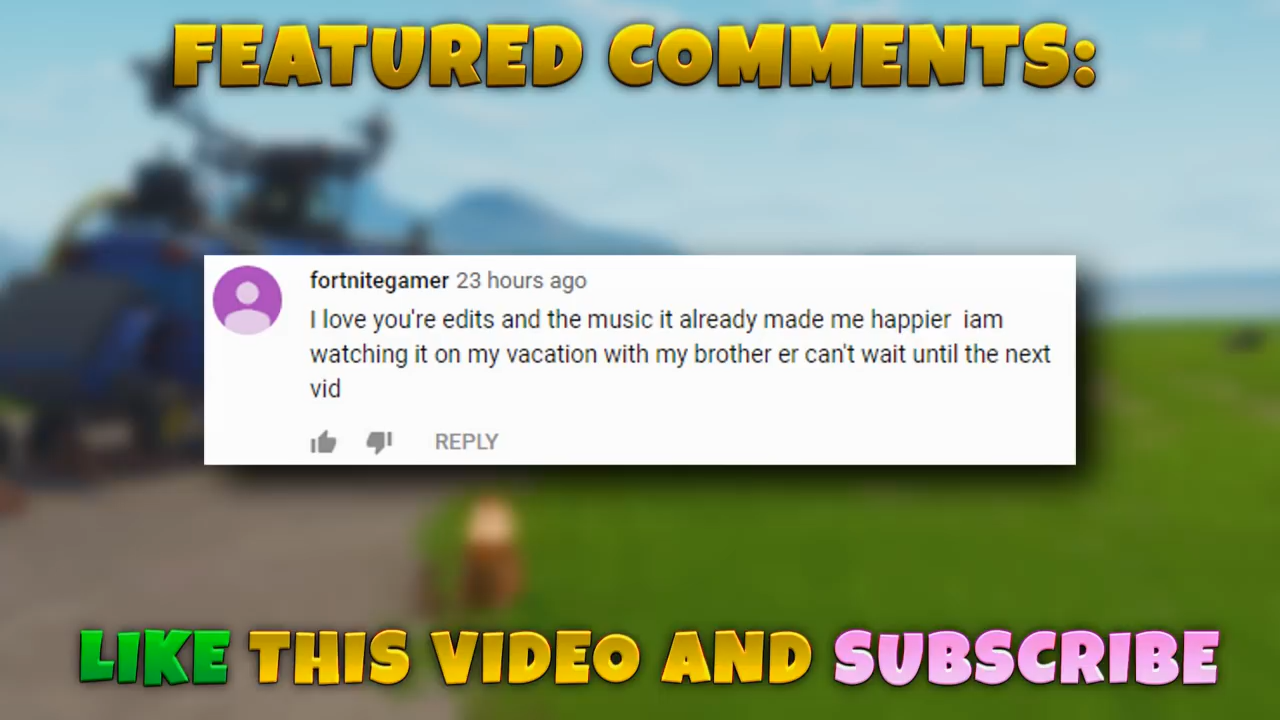 FEATURED COMMENTS:
fortnitegamer 23 hours ago
I love you're edits and the music it already made me happier  iam
watching it on my vacation with my brother er can't wait until the next
vid
REPLY
LIKE THIS VIDEO AND SUBSCRIBE